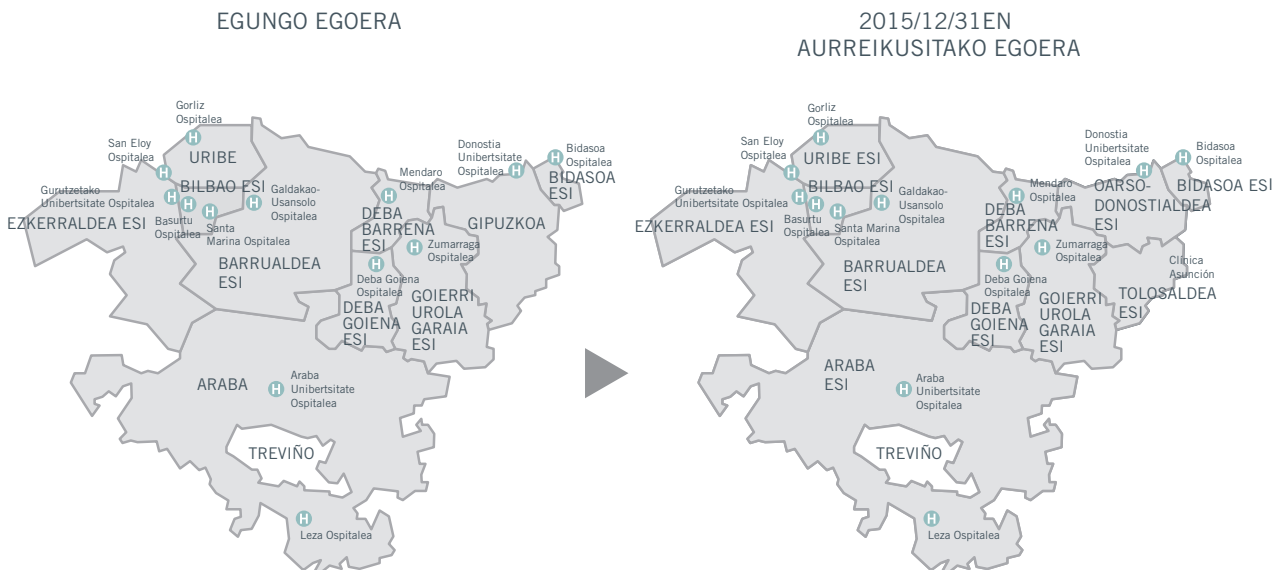 EGUNGO EGOERA
Gorliz
Ospitalea
San Eloy
Ospitalea
URIBE
Gurutzetako
Unibertsitate Ospitalea
BILBAO ESI
Galdakao-
Usansolo
Ospitalea
EZKERRALDEA ESI
Basurtu
Ospitalea
Santa
Marina Ospitalea
BARRUALDEA
ESI
Mendaro
Ospitalea
DEBA
BARRENA
ESI
Donostia
Unibertsitate
Ospitalea
Bidasoa
Ospitalea
BIDASOA
ESI
GIPUZKOA
Zumarraga
Ospitalea
Deba Goiena
Ospitalea
DEBA
GOIENA
ESI
GOIERRI
UROLA
GARAIA
ESI
ARABA
Araba
Unibertsitate
Ospitalea
TREVIÑO
Leza Ospitalea
2015/12/31EN
AURREIKUSITAKO EGOERA
Gorliz
Ospitalea
San Eloy
Ospitalea
URIBE ESI
Gurutzetako
Unibertsitate Ospitalea
BILBAO ESI
Galdakao-
Usansolo
Ospitalea
EZKERRALDEA ESI
Basurtu
Ospitalea
Santa
Marina Ospitalea
BARRUALDEA
ESI
Mendaro
Ospitalea
DEBA
BARRENA
ESI
Donostia
Unibertsitate
Ospitalea
Bidasoa
Ospitalea
BIDASOA ESI
OARSO-
DONOSTIALDEA
ESI
Zumarraga
Ospitalea
Clínica
Asunción
TOLOSALDEA
ESI
Deba Goiena
Ospitalea
DEBA
GOIENA
ESI
GOIERRI
UROLA
GARAIA
ESI
ARABA
ESI
Araba
Unibertsitate
Ospitalea
TREVIÑO
Leza Ospitalea